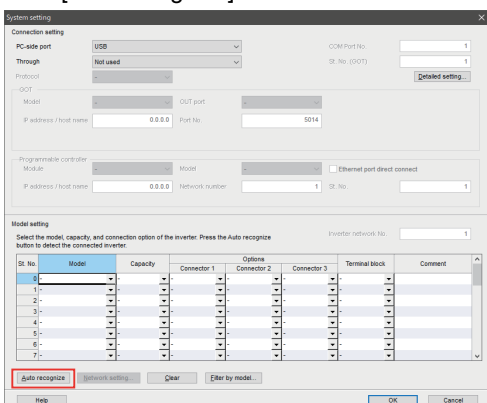 System setting
Connection setting
PC-side port USB COM Port No. 1
Through Not used St. No. (GOT) 1
Protocol - Detailed setting...
GOT
Model - OUT port -
IP address / host name 0.0.0.0 Port No 5014
Programmable controller
Module - Model - Ethernet port direct connect
IP address / host name 0.0.0.0 Network number 1 St. No. 1
Model setting
Select the model, capacity, and connection option of the inverter. Press the Auto recognize Inverter network No. 1
button to detect the connected inverter.
St. No. Model Capacity Options Terminal block Comment
Connector 1 Connector 2 Connector 3
0 - - - - - -
1 - - - - - -
2 - - - - - -
3 - - - - - -
4 - - - - - -
5 - - - - - -
6 - - - - - -
7 - - - - - -
Auto recognize Network setting... Clear Filter by model...
Help OK Cancel